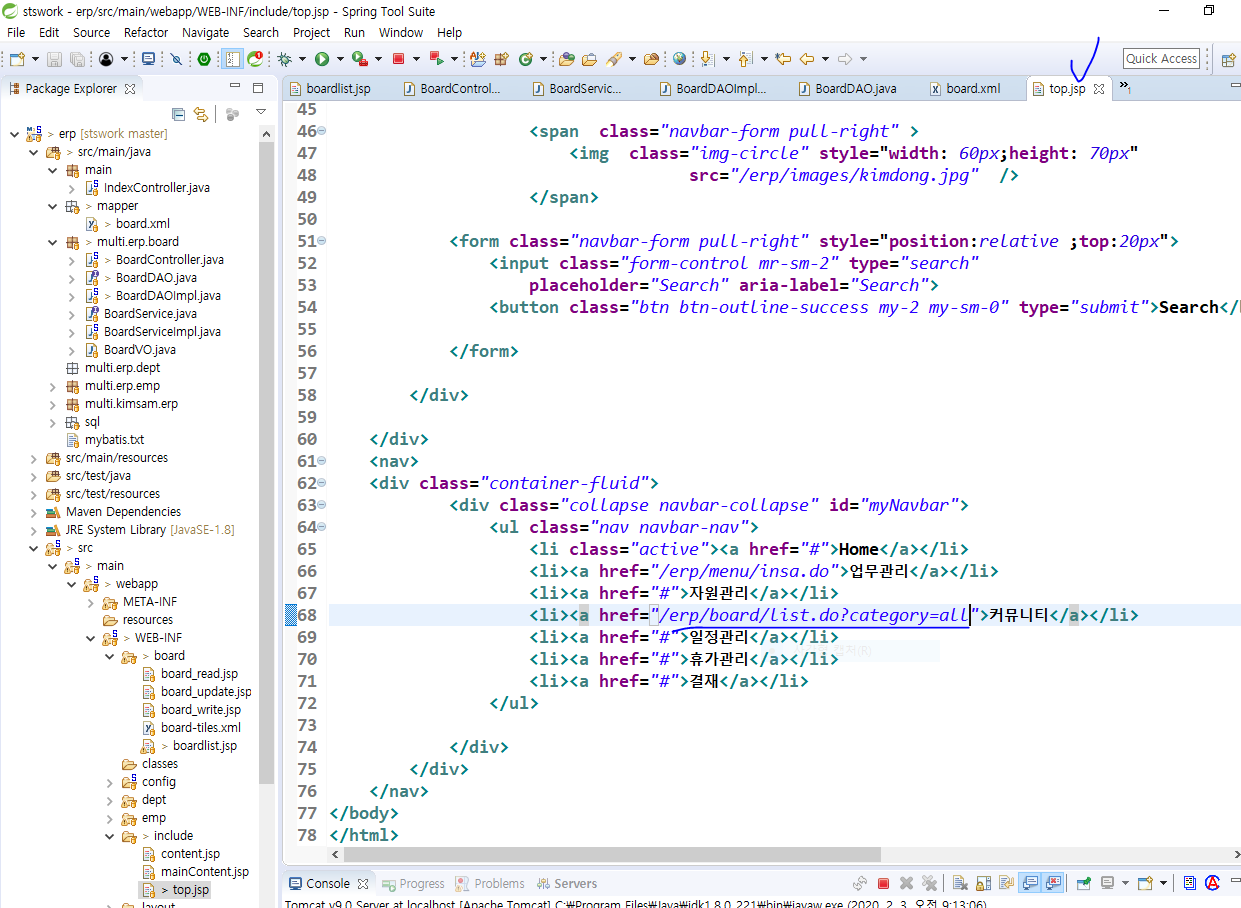 stswork - erp/src/main/webapp/WEB-INF/include/top.jsp - Spring Tool Suite
File Edit Source Refactor Navigate Search Project Run Window Help
Quick Access
Package Explorer
boardlist.jsp BoardControl... BoardServic... BoardDAOImpl... BoardDAO.java board.xml top.jsp »1
> erp [stswork master]
> src/main/java
main
IndexController.java
> mapper
> board.xml
> multi.erp.board
> BoardController.java
> BoardDAO.java
> BoardDAOImpl.java
BoardService.java
BoardServiceImpl.java
BoardVO.java
multi.erp.dept
multi.erp.emp
multi.kimsam.erp
sql
mybatis.txt
src/main/resources
src/test/java
src/test/resources
Maven Dependencies
JRE System Library [JavaSE-1.8]
> src
> main
> webapp
META-INF
resources
> WEB-INF
> board
board_read.jsp
board_update.jsp
board_write.jsp
board-tiles.xml
> boardlist.jsp
classes
config
dept
emp
> include
content.jsp
mainContent.jsp
> top.jsp
45
46 <span class="navbar-form pull-right" >
47 <img class="img-circle" style="width: 60px;height: 70px"
48 src="/erp/images/kimdong.jpg" />
49 </span>
50
51 <form class="navbar-form pull-right" style="position:relative ;top:20px">
52 <input class="form-control mr-sm-2" type="search"
53 placeholder="Search" aria-label="Search">
54 <button class="btn btn-outline-success my-2 my-sm-0" type="submit">Search</
55
56 </form>
57
58 </div>
59
60 </div>
61 <nav>
62 <div class="container-fluid">
63 <div class="collapse navbar-collapse" id="myNavbar">
64 <ul class="nav navbar-nav">
65 <li class="active"><a href="#">Home</a></li>
66 <li><a href="/erp/menu/insa.do">업무관리</a></li>
67 <li><a href="#">자원관리</a></li>
68 <li><a href="/erp/board/list.do?category=all">커뮤니티</a></li>
69 <li><a href="#">일정관리</a></li>
70 <li><a href="#">휴가관리</a></li>
71 <li><a href="#">결재</a></li>
72 </ul>
73
74 </div>
75 </div>
76 </nav>
77 </body>
78 </html>
Console Progress Problems Servers
Tomcat v9.0 Server at localhost [Apache Tomcat] C:₩Program Files₩Java₩jdk1.8.0_221₩bin₩javaw.exe (2020. 2. 3. 오전 9:13:06)